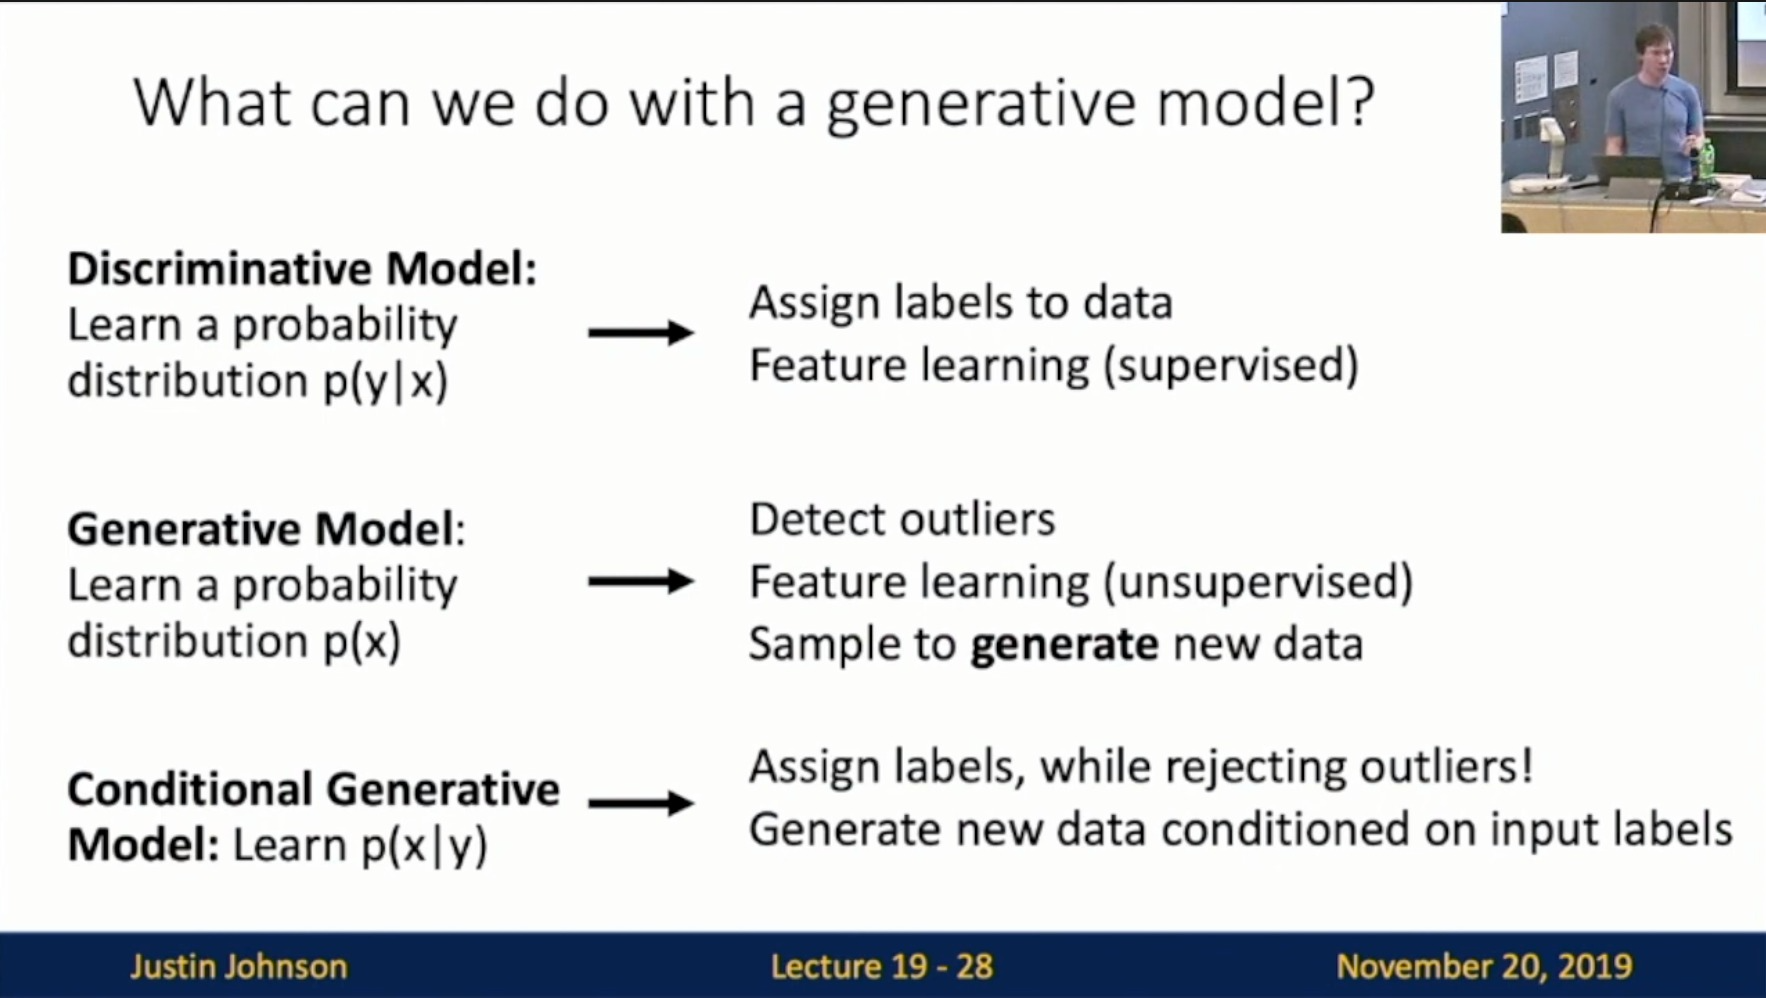 What can we do with a generative model?
Discriminative Model:
Learn a probability
distribution p(y|x)
Assign labels to data
Feature learning (supervised)
Generative Model:
Learn a probability
distribution p(x)
Detect outliers
Feature learning (unsupervised)
Sample to generate new data
Conditional Generative
Model: Learn p(x|y)
Assign labels, while rejecting outliers!
Generate new data conditioned on input labels
Justin Johnson
Lecture 19 - 28
November 20, 2019